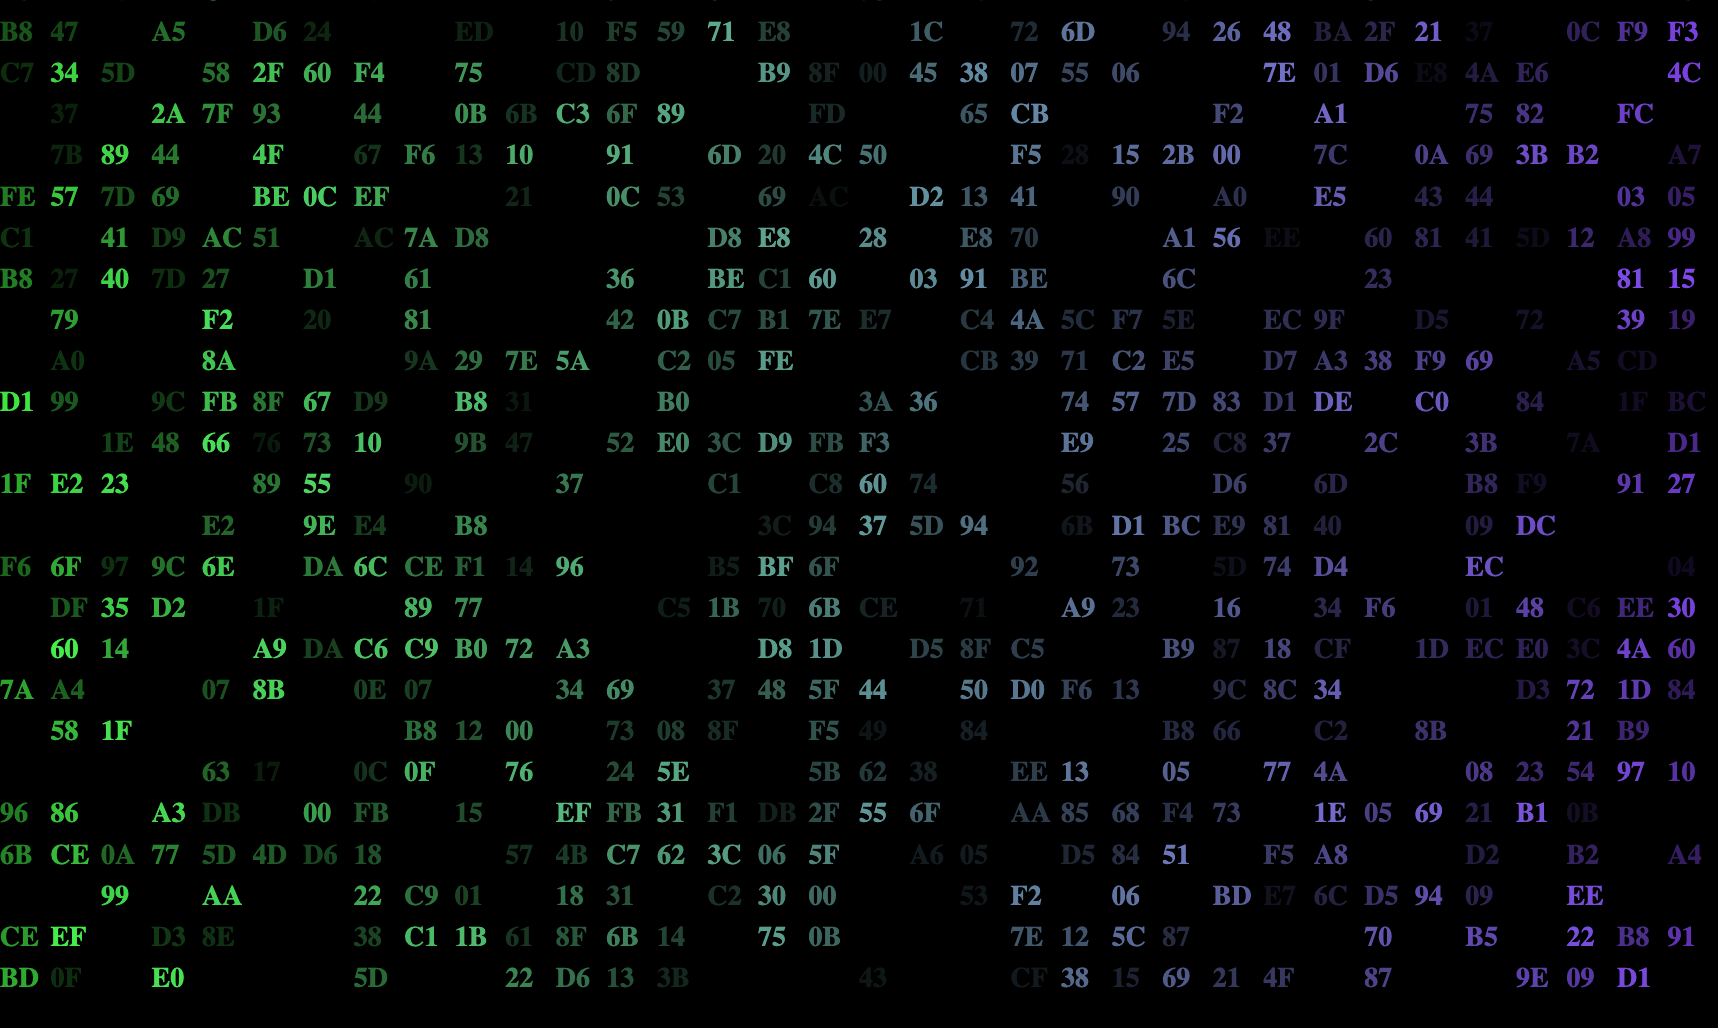 B8 47 A5 D6 24 ED 10 F5 59 71 E8 1C 72 6D 94 26 48 BA 2F 21 37 0C F9 F3
C7 34 5D 58 2F 60 F4 75 CD 8D B9 8F 00 45 38 07 55 06 7E 01 D6 E8 4A E6 4C
37 2A 7F 93 44 0B 6B C3 6F 89 FD 65 CB F2 A1 75 82 FC
7B 89 44 4F 67 F6 13 10 91 6D 20 4C 50 F5 28 15 2B 00 7C 0A 69 3B B2 A7
FE 57 7D 69 BE 0C EF 21 0C 53 69 AC D2 13 41 90 A0 E5 43 44 03 05
C1 41 D9 AC 51 AC 7A D8 D8 E8 28 E8 70 A1 56 EE 60 81 41 5D 12 A8 99
B8 27 40 7D 27 D1 61 36 BE C1 60 03 91 BE 6C 23 81 15
79 F2 20 81 42 0B C7 B1 7E E7 C4 4A 5C F7 5E EC 9F D5 72 39 19
A0 8A 9A 29 7E 5A C2 05 FE CB 39 71 C2 E5 D7 A3 38 F9 69 A5 CD
D1 99 9C FB 8F 67 D9 B8 31 B0 3A 36 74 57 7D 83 D1 DE C0 84 1F BC
1E 48 66 76 73 10 9B 47 52 E0 3C D9 FB F3 E9 25 C8 37 2C 3B 7A D1
1F E2 23 89 55 90 37 C1 C8 60 74 56 D6 6D B8 F9 91 27
E2 9E E4 B8 3C 94 37 5D 94 6B D1 BC E9 81 40 09 DC
F6 6F 97 9C 6E DA 6C CE F1 14 96 B5 BF 6F 92 73 5D 74 D4 EC 04
DF 35 D2 1F 89 77 C5 1B 70 6B CE 71 A9 23 16 34 F6 01 48 C6 EE 30
60 14 A9 DA C6 C9 B0 72 A3 D8 1D D5 8F C5 B9 87 18 CF 1D EC E0 3C 4A 60
7A A4 07 8B 0E 07 34 69 37 48 5F 44 50 D0 F6 13 9C 8C 34 D3 72 1D 84
58 1F B8 12 00 73 08 8F F5 49 84 B8 66 C2 8B 21 B9
63 17 0C 0F 76 24 5E 5B 62 38 EE 13 05 77 4A 08 23 54 97 10
96 86 A3 DB 00 FB 15 EF FB 31 F1 DB 2F 55 6F AA 85 68 F4 73 1E 05 69 21 B1 0B
6B CE 0A 77 5D 4D D6 18 57 4B C7 62 3C 06 5F A6 05 D5 84 51 F5 A8 D2 B2 A4
99 AA 22 C9 01 18 31 C2 30 00 53 F2 06 BD E7 6C D5 94 09 EE
CE EF D3 8E 38 C1 1B 61 8F 6B 14 75 0B 7E 12 5C 87 70 B5 22 B8 91
BD 0F E0 5D 22 D6 13 3B 43 CF 38 15 69 21 4F 87 9E 09 D1